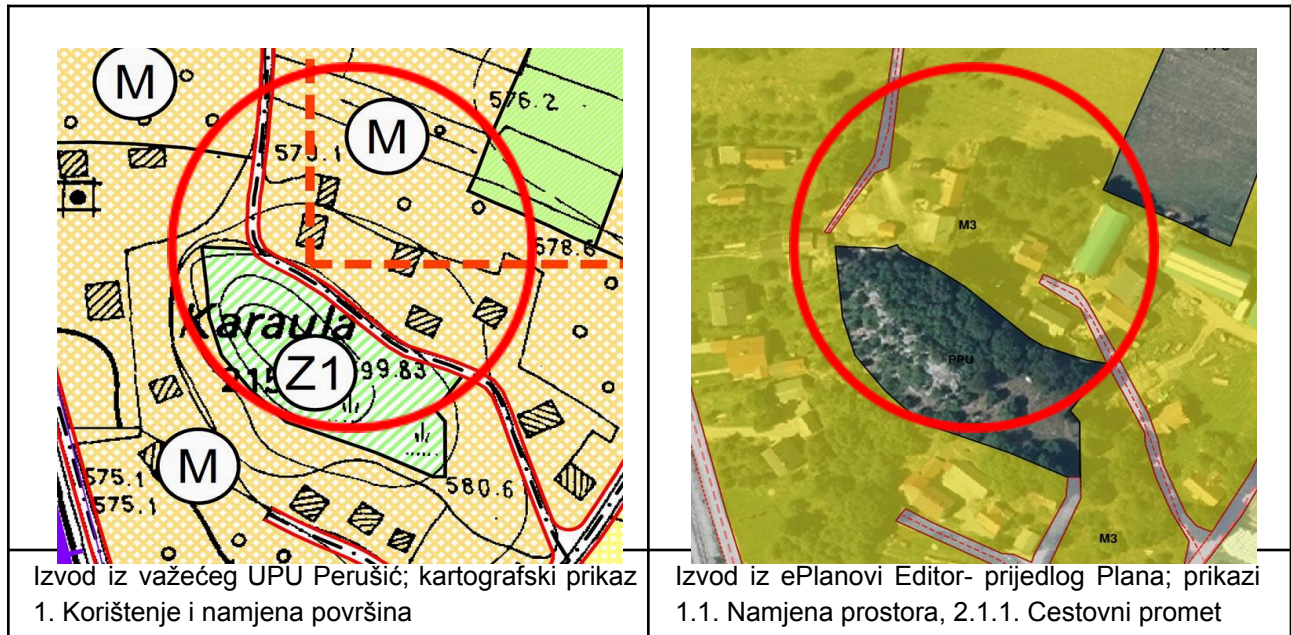 M
M
576.2
578.6
Karaula
Z1
99.83
M
575.1
575.1
580.6
M3
PPU
M3
Izvod iz važećeg UPU Perušić; kartografski prikaz
1. Korištenje i namjena površina
Izvod iz ePlanovi Editor- prijedlog Plana; prikazi
1.1. Namjena prostora, 2.1.1. Cestovni promet